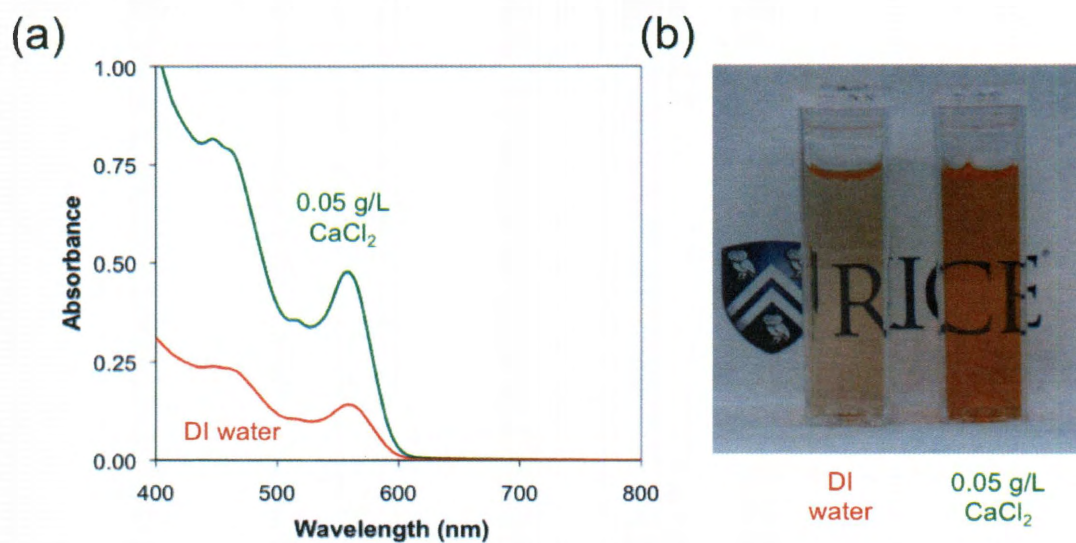 (a)
1.00
0.75
0.50
0.25
0.00
Absorbance
0.05 g/L
CaCl₂
DI water
400
500
600
700
800
Wavelength (nm)
(b)
RICE
DI
water
0.05 g/L
CaCl₂